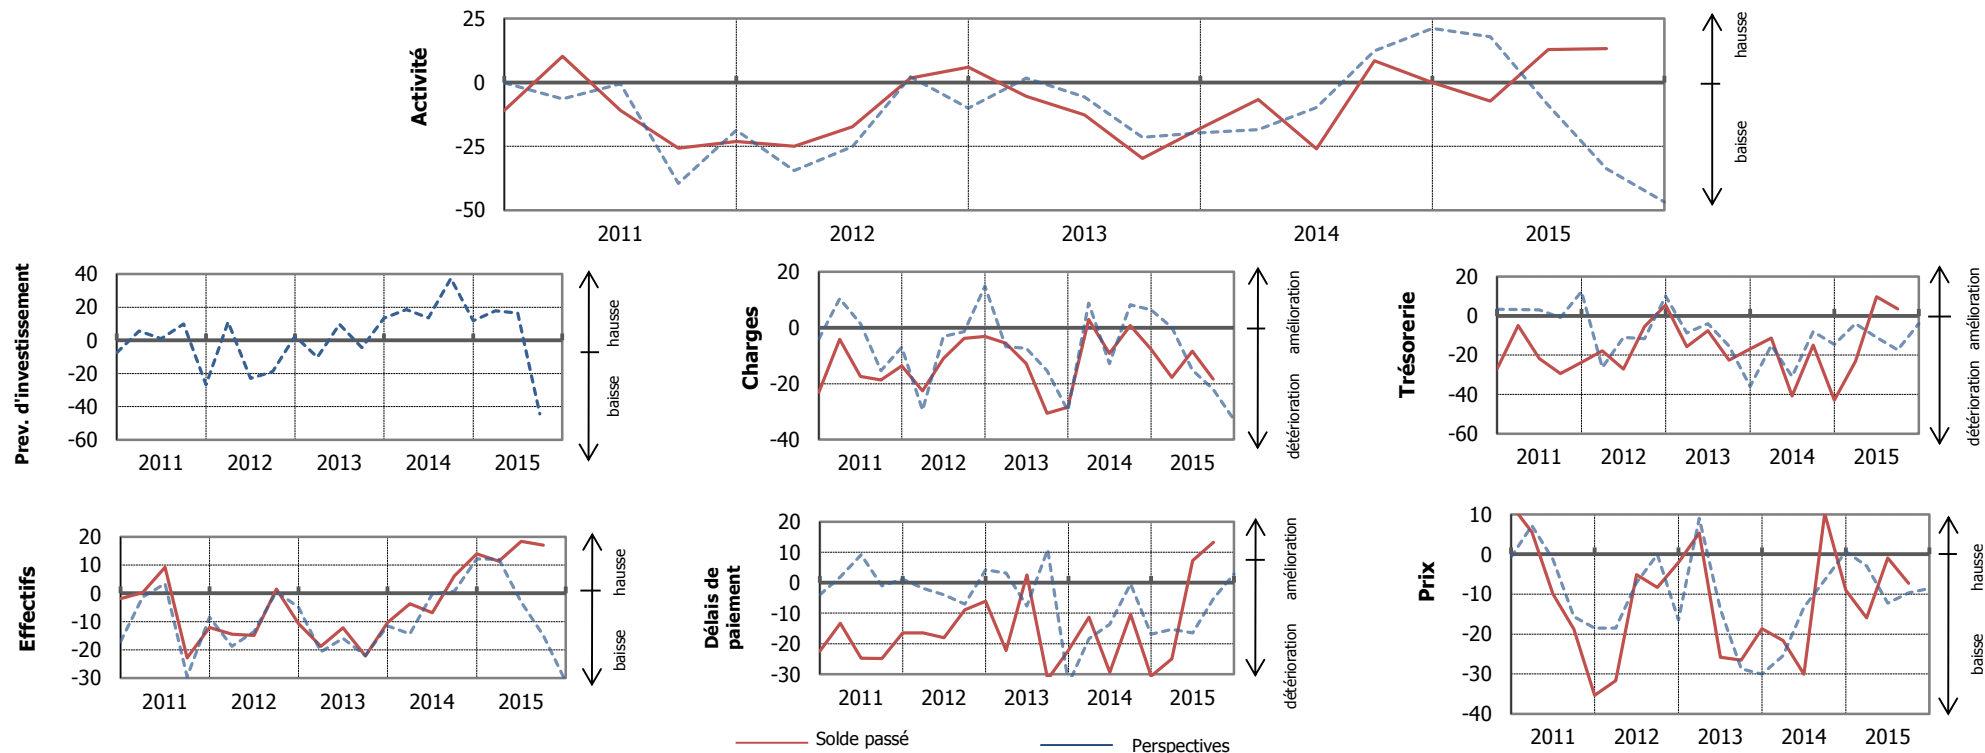 Activité
25
0
-25
-50
2011 2012 2013 2014 2015
hausse
baisse
Prev. d'investissement
40
20
0
-20
-40
-60
2011 2012 2013 2014 2015
hausse
baisse
Charges
20
0
-20
-40
2011 2012 2013 2014 2015
amélioration
détérioration
Trésorerie
20
0
-20
-40
-60
2011 2012 2013 2014 2015
amélioration
détérioration
Effectifs
20
10
0
-10
-20
-30
2011 2012 2013 2014 2015
hausse
baisse
Délais de
paiement
20
10
0
-10
-20
-30
2011 2012 2013 2014 2015
amélioration
détérioration
Prix
10
0
-10
-20
-30
-40
2011 2012 2013 2014 2015
hausse
baisse
Solde passé
Perspectives